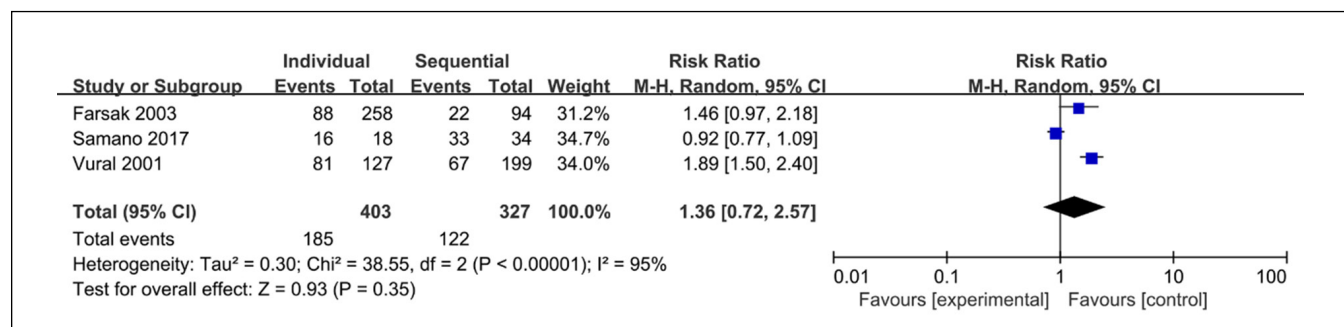 Individual Sequential Risk Ratio Risk Ratio
Study or Subgroup Events Total Events Total Weight M-H, Random, 95% CI M-H, Random, 95% CI
Farsak 2003 88 258 22 94 31.2% 1.46 [0.97, 2.18]
Samano 2017 16 18 33 34 34.7% 0.92 [0.77, 1.09]
Vural 2001 81 127 67 199 34.0% 1.89 [1.50, 2.40]
Total (95% CI) 403 327 100.0% 1.36 [0.72, 2.57]
Total events 185 122
Heterogeneity: Tau² = 0.30; Chi² = 38.55, df = 2 (P < 0.00001); I² = 95%
Test for overall effect: Z = 0.93 (P = 0.35)
0.01 0.1 1 10 100
Favours [experimental] Favours [control]